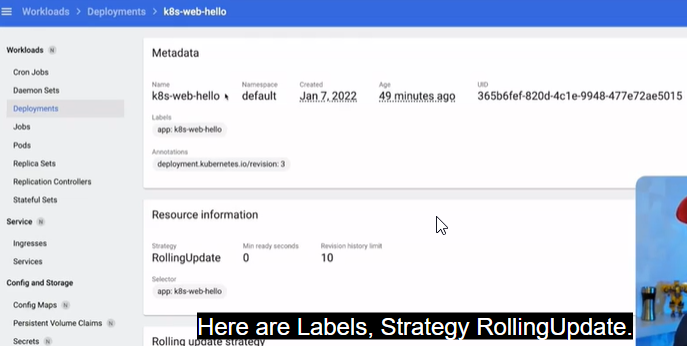 Workloads > Deployments > k8s-web-hello
Workloads N
Cron Jobs
Daemon Sets
Deployments
Jobs
Pods
Replica Sets
Replication Controllers
Stateful Sets
Service N
Ingresses
Services
Config and Storage
Config Maps N
Persistent Volume Claims N
Secrets N
Metadata
Name Namespace Created Age UID
k8s-web-hello default Jan 7, 2022 49 minutes ago 365b6fef-820d-4c1e-9948-477e72ae5015
Labels
app: k8s-web-hello
Annotations
deployment.kubernetes.io/revision: 3
Resource information
Strategy Min ready seconds Revision history limit
RollingUpdate 0 10
Selector
app: k8s-web-hello
Rolling update strategy
Here are Labels, Strategy RollingUpdate.